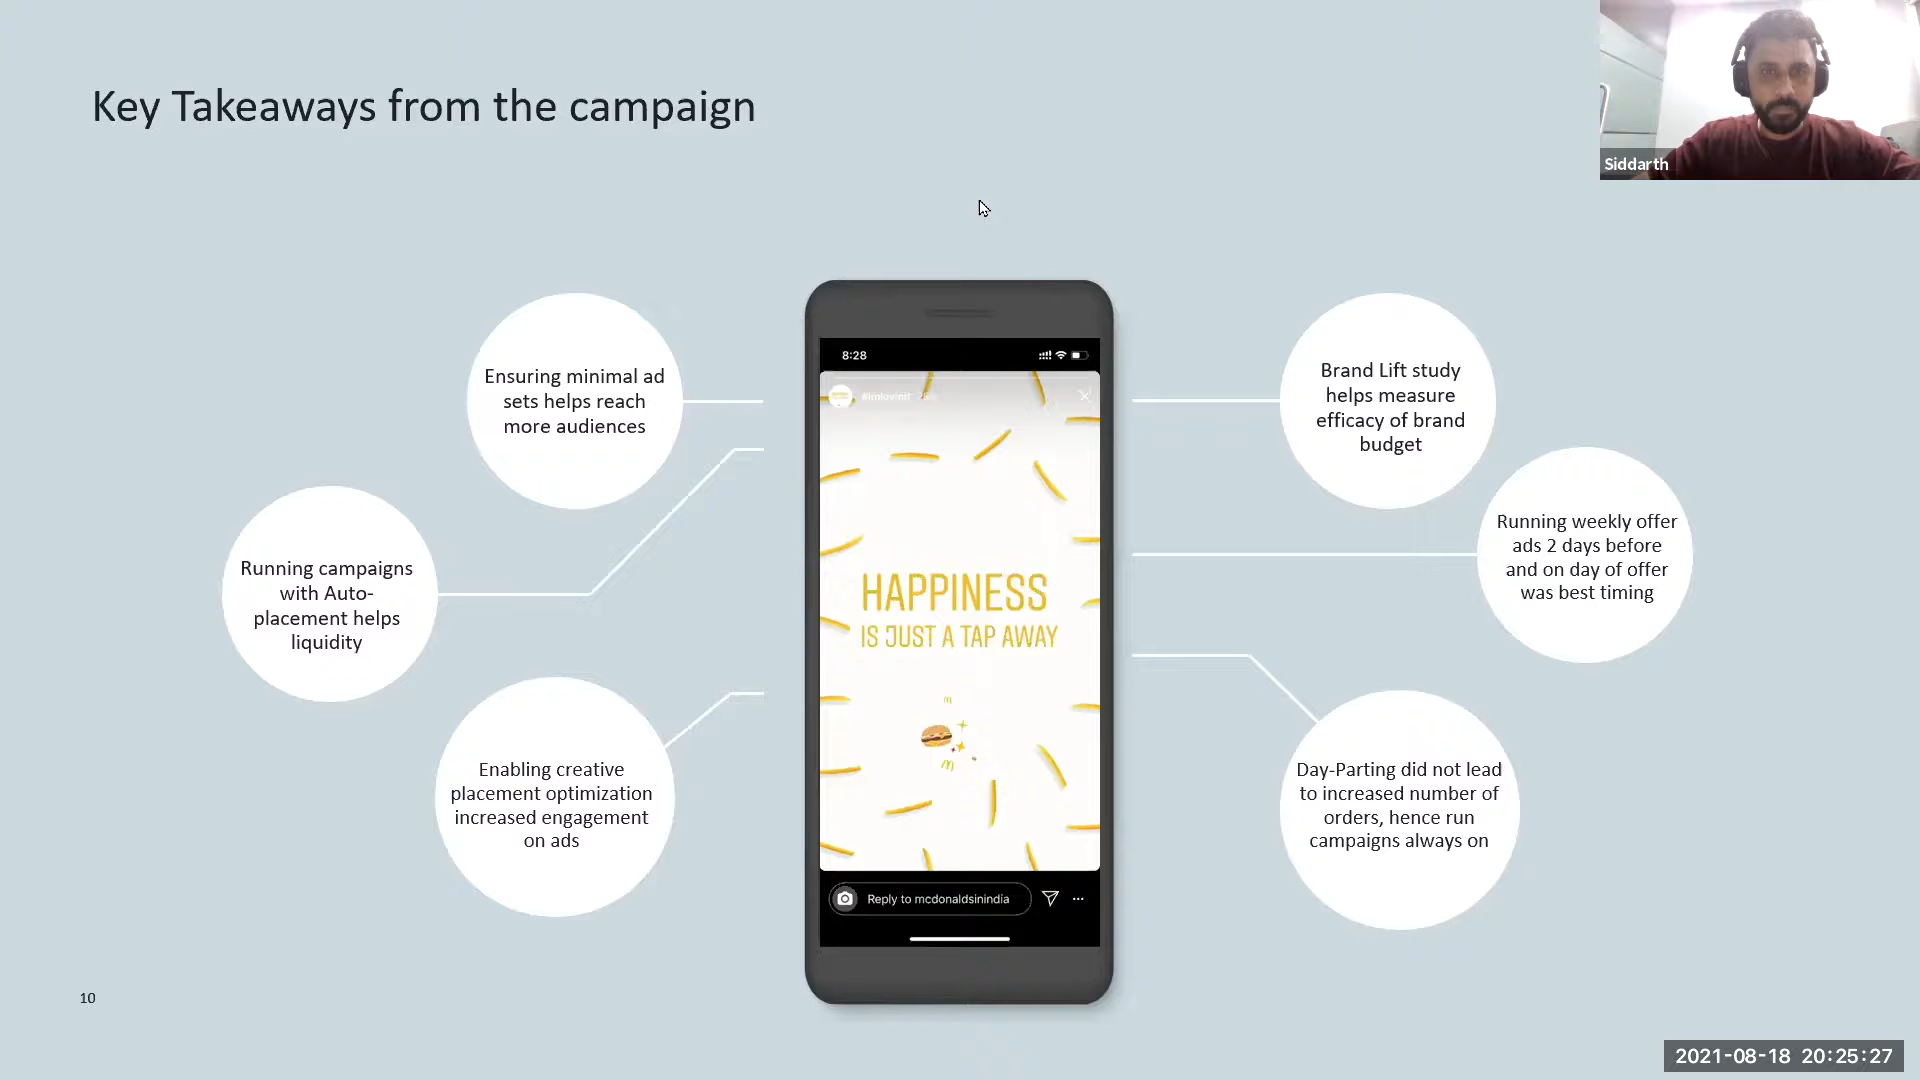 Key Takeaways from the campaign
Siddarth
Ensuring minimal ad
sets helps reach
more audiences
Running campaigns
with Auto-
placement helps
liquidity
Enabling creative
placement optimization
increased engagement
on ads
8:28
#imlovinit
HAPPINESS
IS JUST A TAP AWAY
Reply to mcdonaldsinindia
Brand Lift study
helps measure
efficacy of brand
budget
Running weekly offer
ads 2 days before
and on day of offer
was best timing
Day-Parting did not lead
to increased number of
orders, hence run
campaigns always on
10
2021-08-18 20:25:27